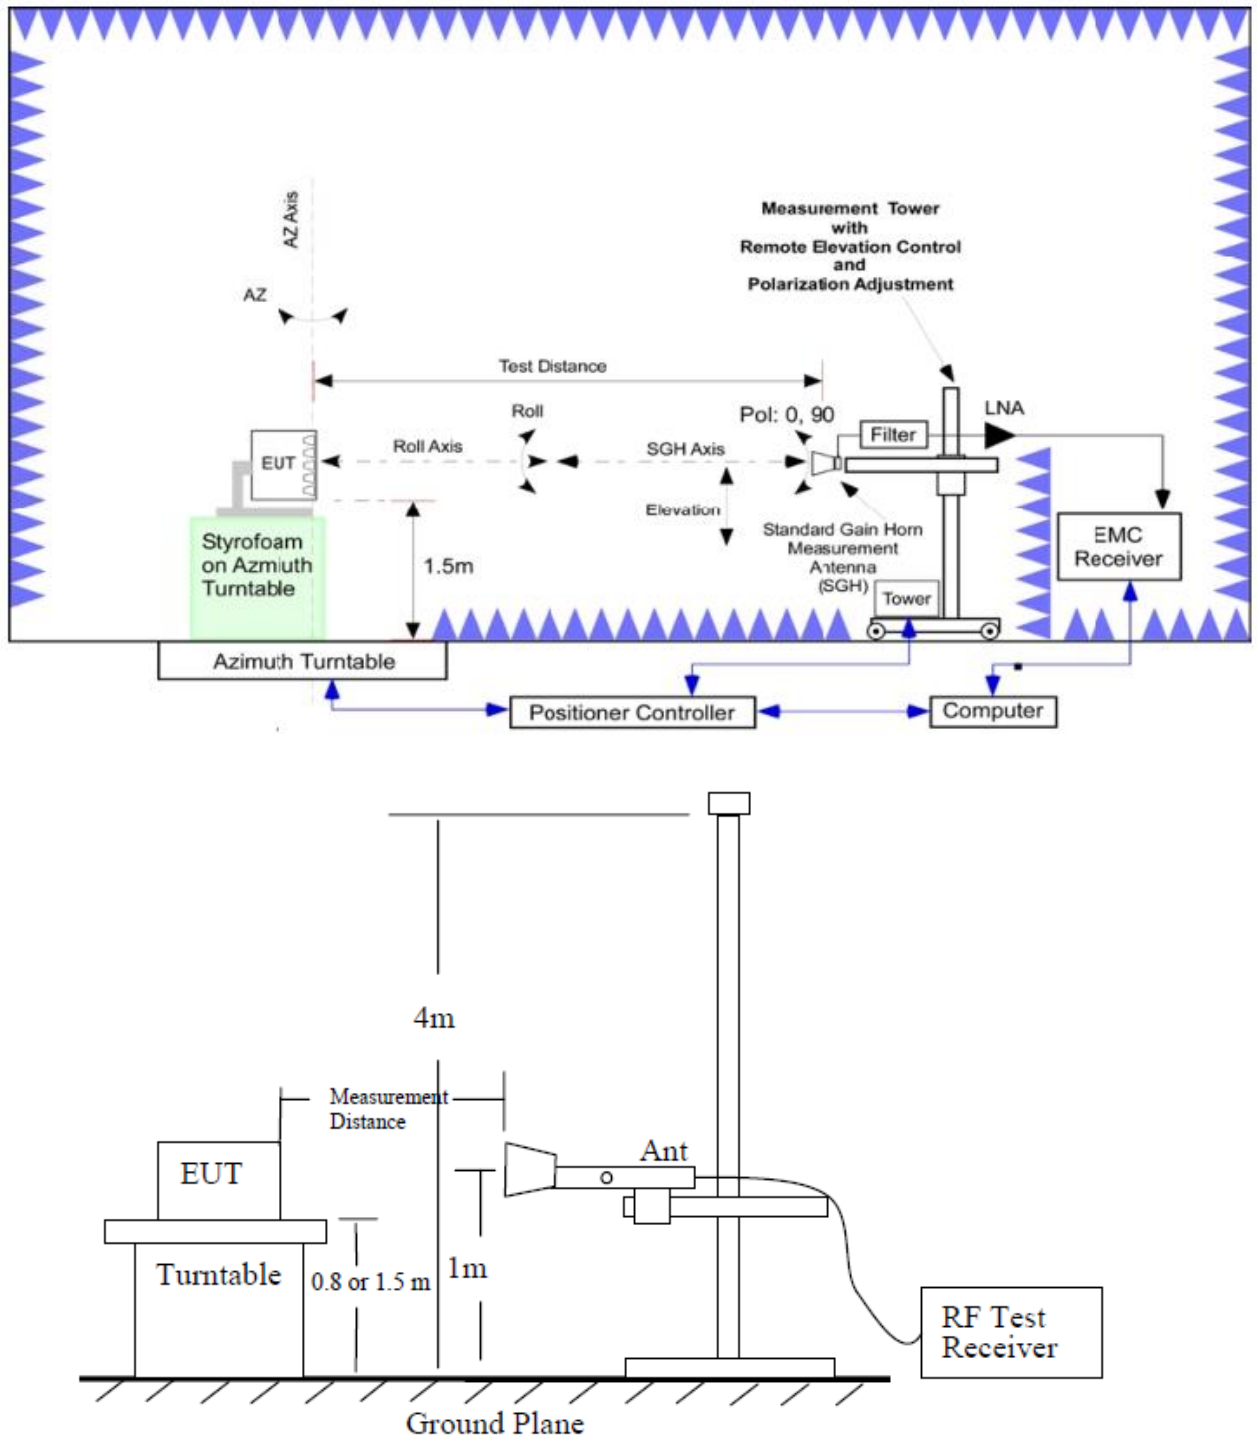 AZ Axis
AZ
Measurement Tower
with
Remote Elevation Control
and
Polarization Adjustment
Test Distance
Roll
Pol: 0, 90
LNA
Filter
EUT
Roll Axis
SGH Axis
Elevation
Standard Gain Horn
Measurement
Antenna
(SGH)
EMC
Receiver
Styrofoam
on Azmiuth
Turntable
1.5m
Tower
Azimuth Turntable
Positioner Controller
Computer
4m
Measurement
Distance
Ant
EUT
Turntable
0.8 or 1.5 m
1m
RF Test
Receiver
Ground Plane